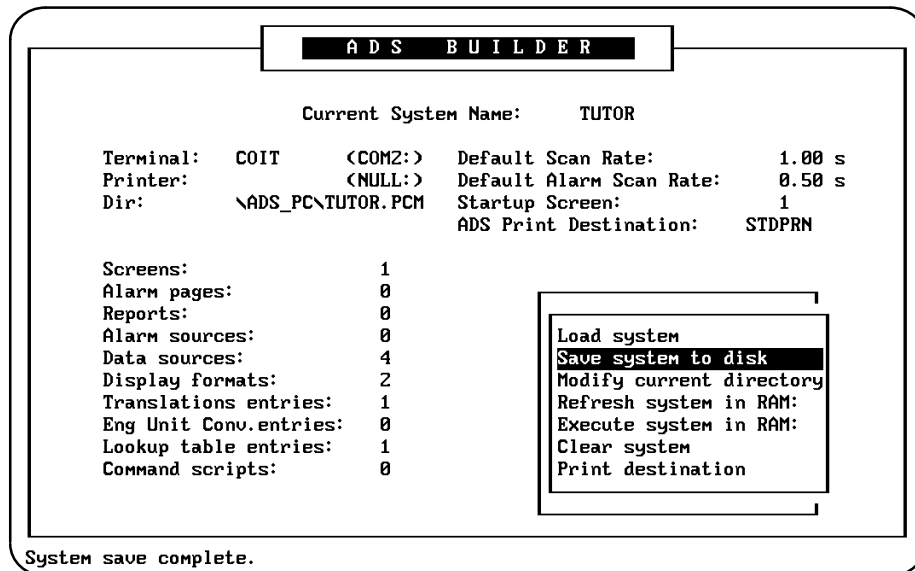 ADS BUILDER
Current System Name: TUTOR
Terminal: COIT (COM2:) Default Scan Rate: 1.00 s
Printer: (NULL:) Default Alarm Scan Rate: 0.50 s
Dir: \ADS_PC\TUTOR.PCM Startup Screen: 1
ADS Print Destination: STDPRN
Screens: 1
Alarm pages: 0
Reports: 0
Alarm sources: 0
Data sources: 4
Display formats: 2
Translations entries: 1
Eng Unit Conv.entries: 0
Lookup table entries: 1
Command scripts: 0
Load system
Save system to disk
Modify current directory
Refresh system in RAM:
Execute system in RAM:
Clear system
Print destination
System save complete.